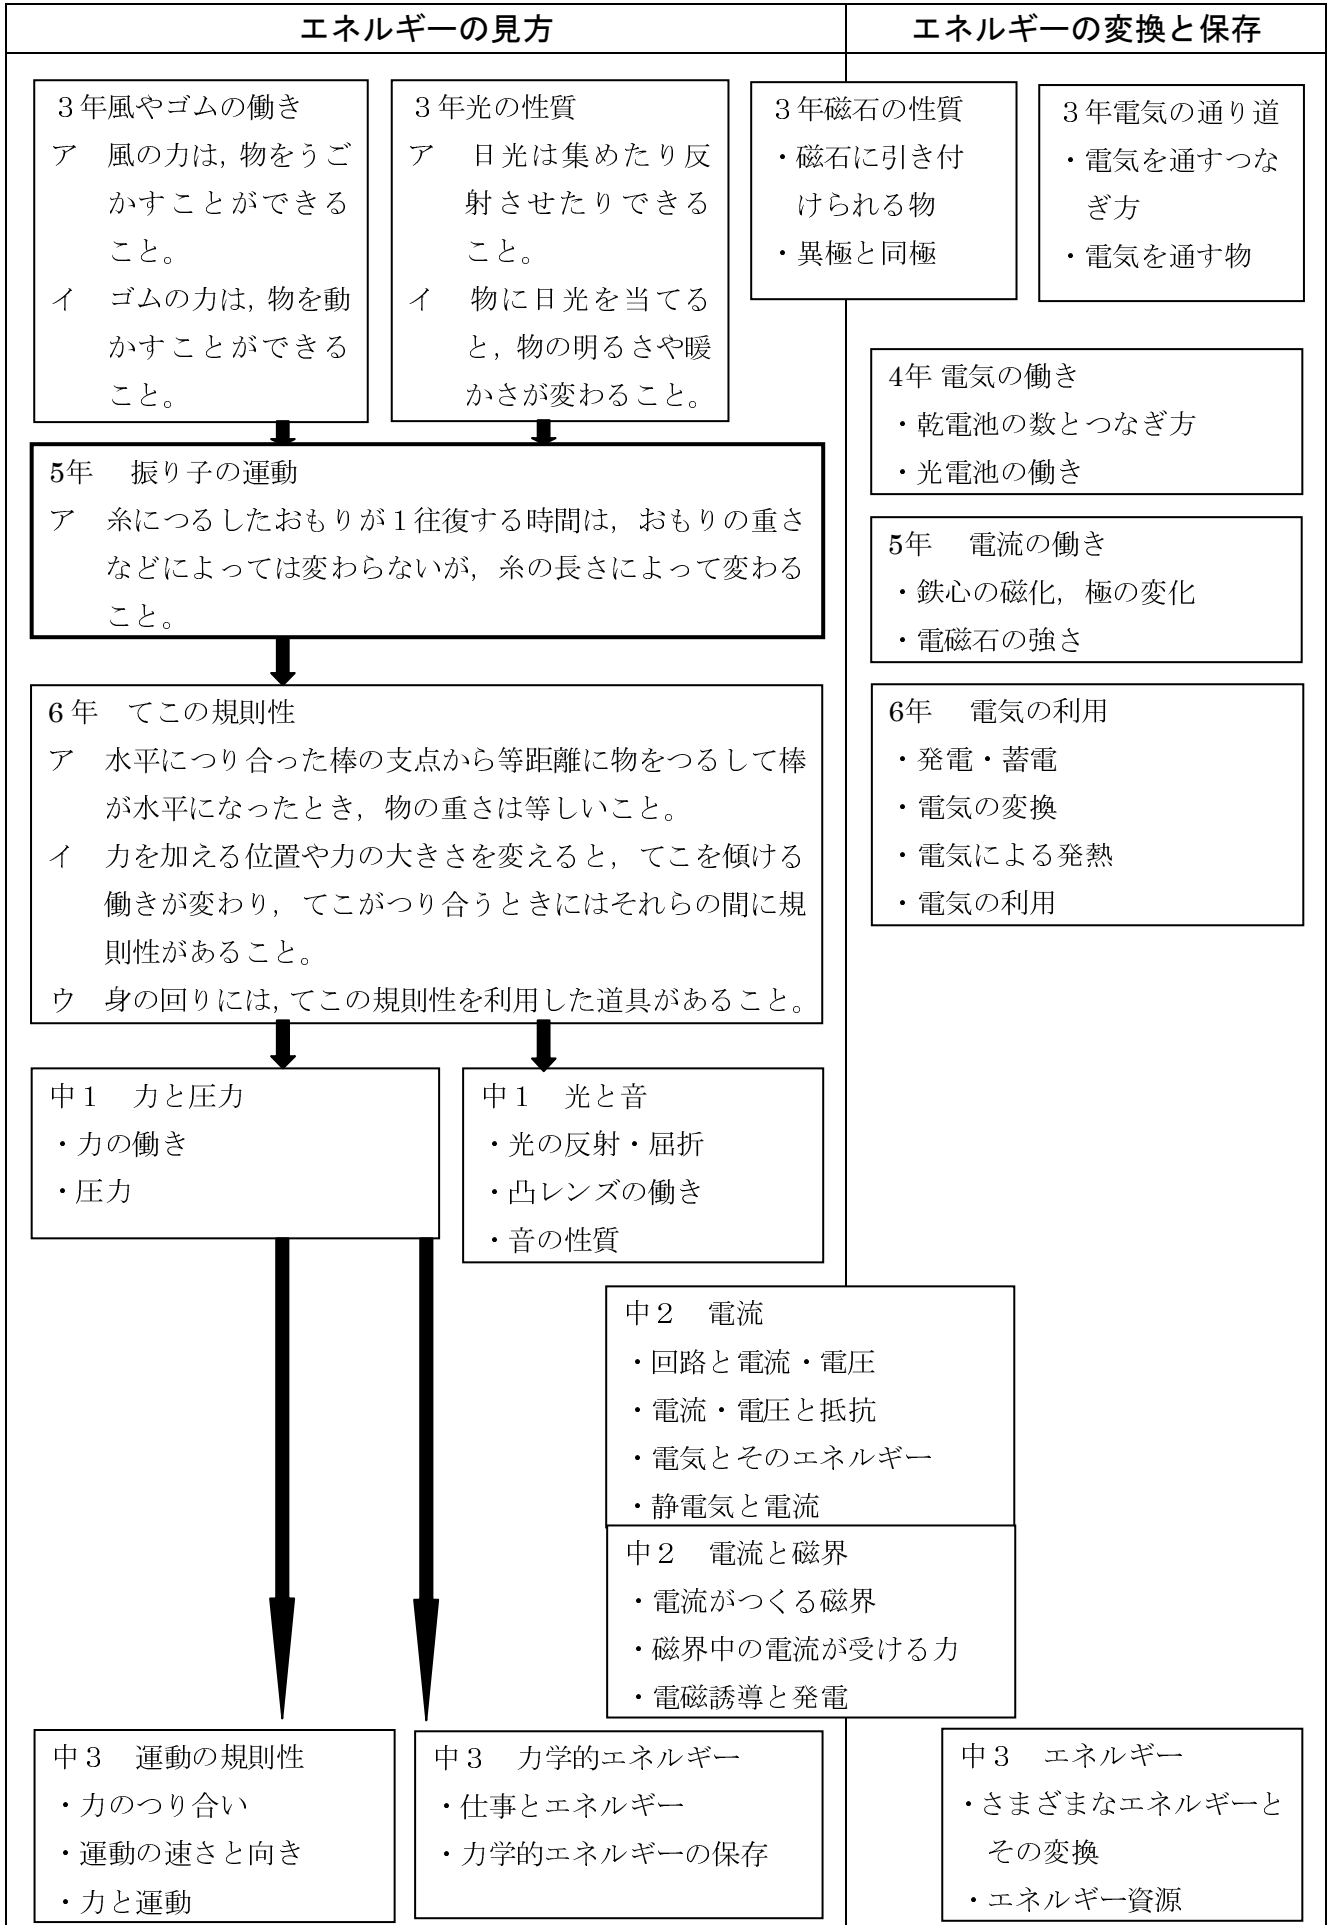 エネルギーの見方
エネルギーの変換と保存
３年風やゴムの働き
ア　風の力は，物をうご
かすことができる
こと。
イ　ゴムの力は，物を動
かすことができる
こと。
３年光の性質
ア　日光は集めたり反
射させたりできる
こと。
イ　物に日光を当てる
と，物の明るさや暖
かさが変わること。
３年磁石の性質
・磁石に引き付
けられる物
・異極と同極
３年電気の通り道
・電気を通すつな
ぎ方
・電気を通す物
4年 電気の働き
・乾電池の数とつなぎ方
・光電池の働き
5年　振り子の運動
ア　糸につるしたおもりが１往復する時間は，おもりの重さ
などによっては変わらないが，糸の長さによって変わる
こと。
5年　電流の働き
・鉄心の磁化，極の変化
・電磁石の強さ
6 年　てこの規則性
ア　水平につり合った棒の支点から等距離に物をつるして棒
が水平になったとき，物の重さは等しいこと。
イ　力を加える位置や力の大きさを変えると，てこを傾ける
働きが変わり，てこがつり合うときにはそれらの間に規
則性があること。
ウ　身の回りには，てこの規則性を利用した道具があること。
6年　電気の利用
・発電・蓄電
・電気の変換
・電気による発熱
・電気の利用
中１　力と圧力
・力の働き
・圧力
中１　光と音
・光の反射・屈折
・凸レンズの働き
・音の性質
中２　電流
・回路と電流・電圧
・電流・電圧と抵抗
・電気とそのエネルギー
・静電気と電流
中２　電流と磁界
・電流がつくる磁界
・磁界中の電流が受ける力
・電磁誘導と発電
中３　運動の規則性
・力のつり合い
・運動の速さと向き
・力と運動
中３　力学的エネルギー
・仕事とエネルギー
・力学的エネルギーの保存
中３　エネルギー
・さまざまなエネルギーと
その変換
・エネルギー資源